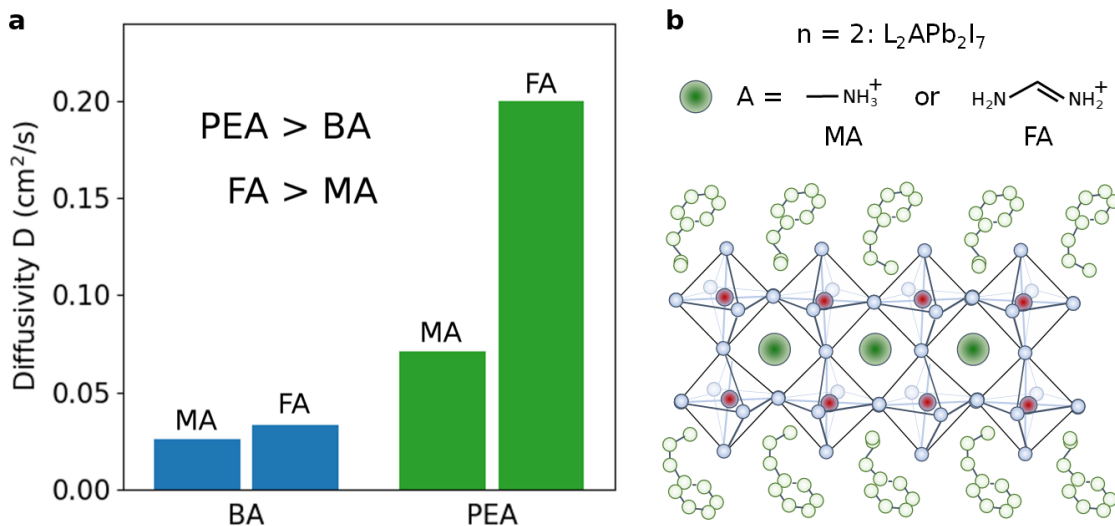 a
Diffusivity D (cm²/s)
0.20
0.15
0.10
0.05
0.00
PEA > BA
FA > MA
MA
FA
MA
FA
BA
PEA
b
n = 2: L₂APb₂I₇
A = —NH₃⁺ or H₂N NH₂⁺
MA FA